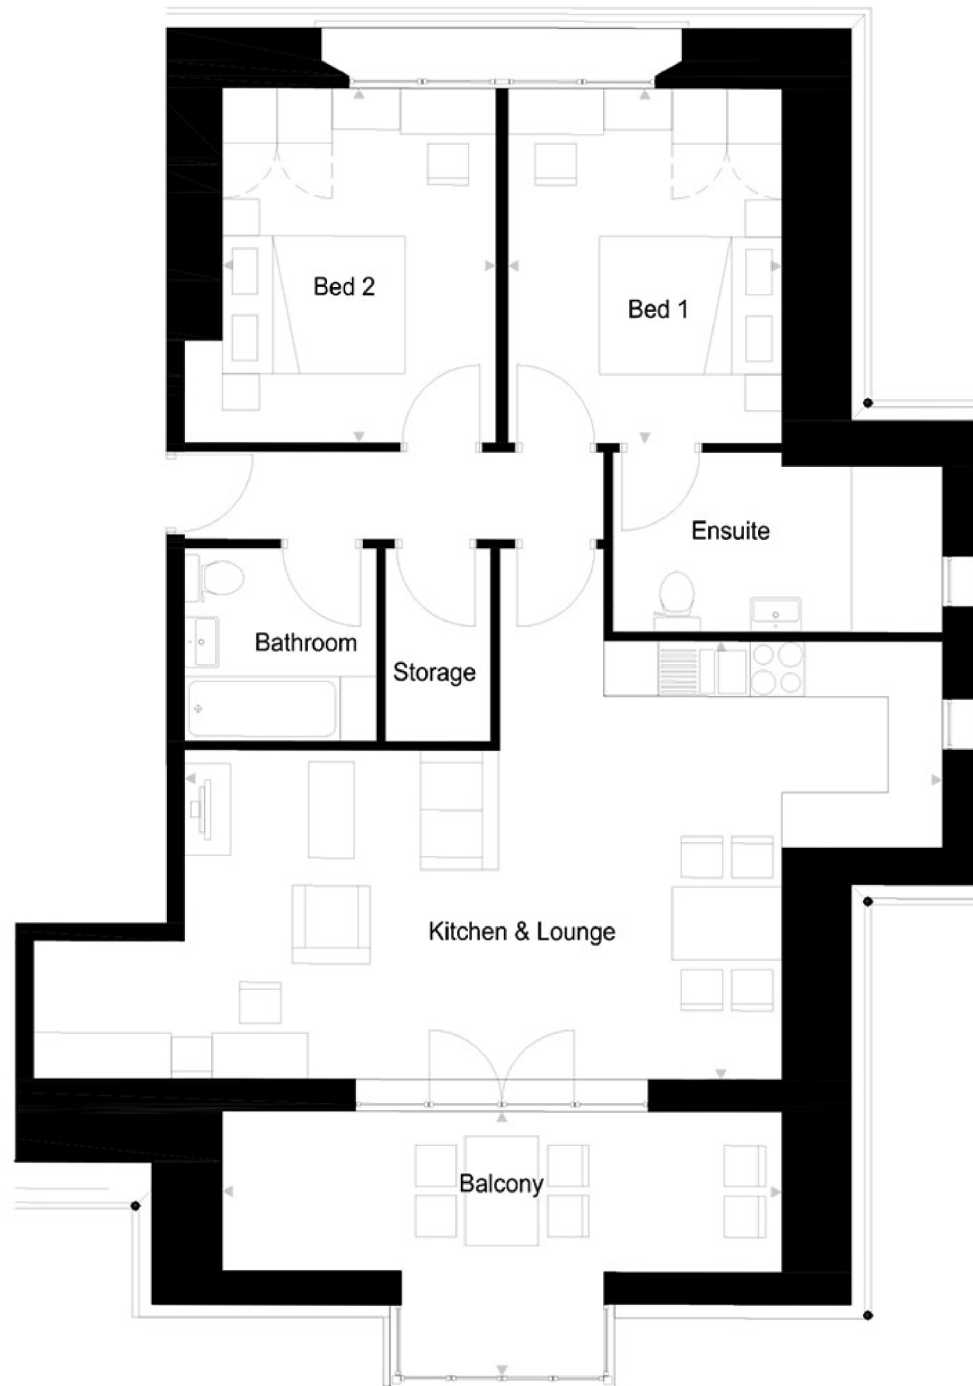 Bed 2
Bed 1
Ensuite
Bathroom
Storage
Kitchen & Lounge
Balcony